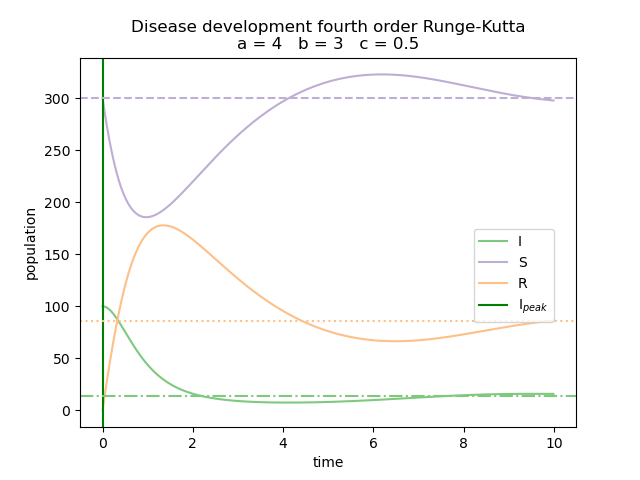 Disease development fourth order Runge-Kutta
a = 4 b = 3 c = 0.5
population
300
250
200
150
100
50
0
I
S
R
I_peak
0 2 4 6 8 10
time